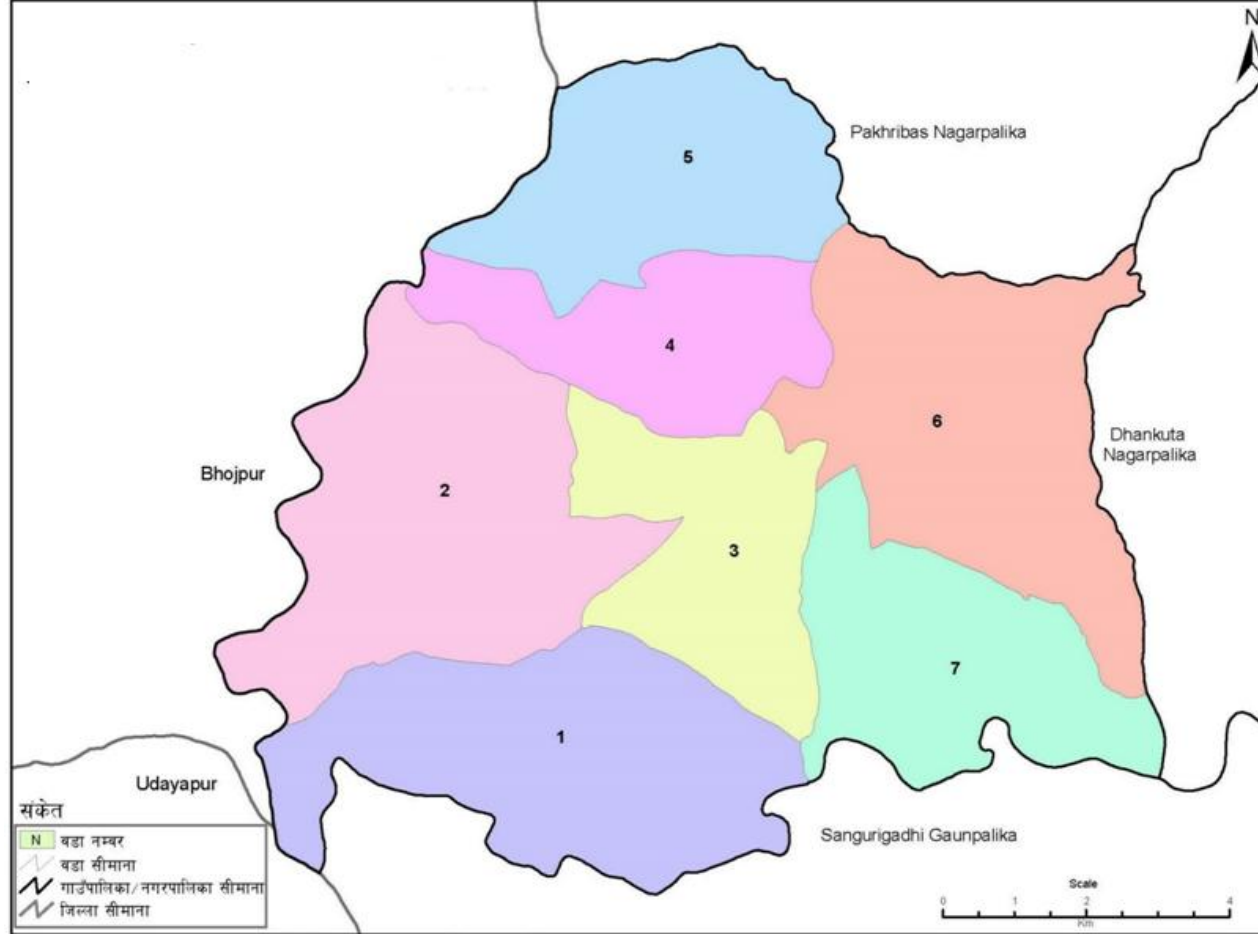 N
Pakhribas Nagarpalika
5
4
6
Dhankuta
Nagarpalika
Bhojpur
2
3
7
1
Udayapur
Sangurigadhi Gaunpalika
संकेत
N वडा नम्बर
वडा सीमाना
गाउँपालिका/नगरपालिका सीमाना
जिल्ला सीमाना
Scale
0 1 2 4
Km